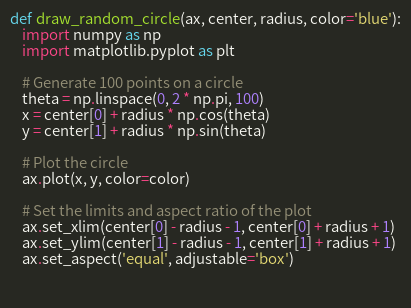 def draw_random_circle(ax, center, radius, color='blue'):
    import numpy as np
    import matplotlib.pyplot as plt

    # Generate 100 points on a circle
    theta = np.linspace(0, 2 * np.pi, 100)
    x = center[0] + radius * np.cos(theta)
    y = center[1] + radius * np.sin(theta)

    # Plot the circle
    ax.plot(x, y, color=color)

    # Set the limits and aspect ratio of the plot
    ax.set_xlim(center[0] - radius - 1, center[0] + radius + 1)
    ax.set_ylim(center[1] - radius - 1, center[1] + radius + 1)
    ax.set_aspect('equal', adjustable='box')